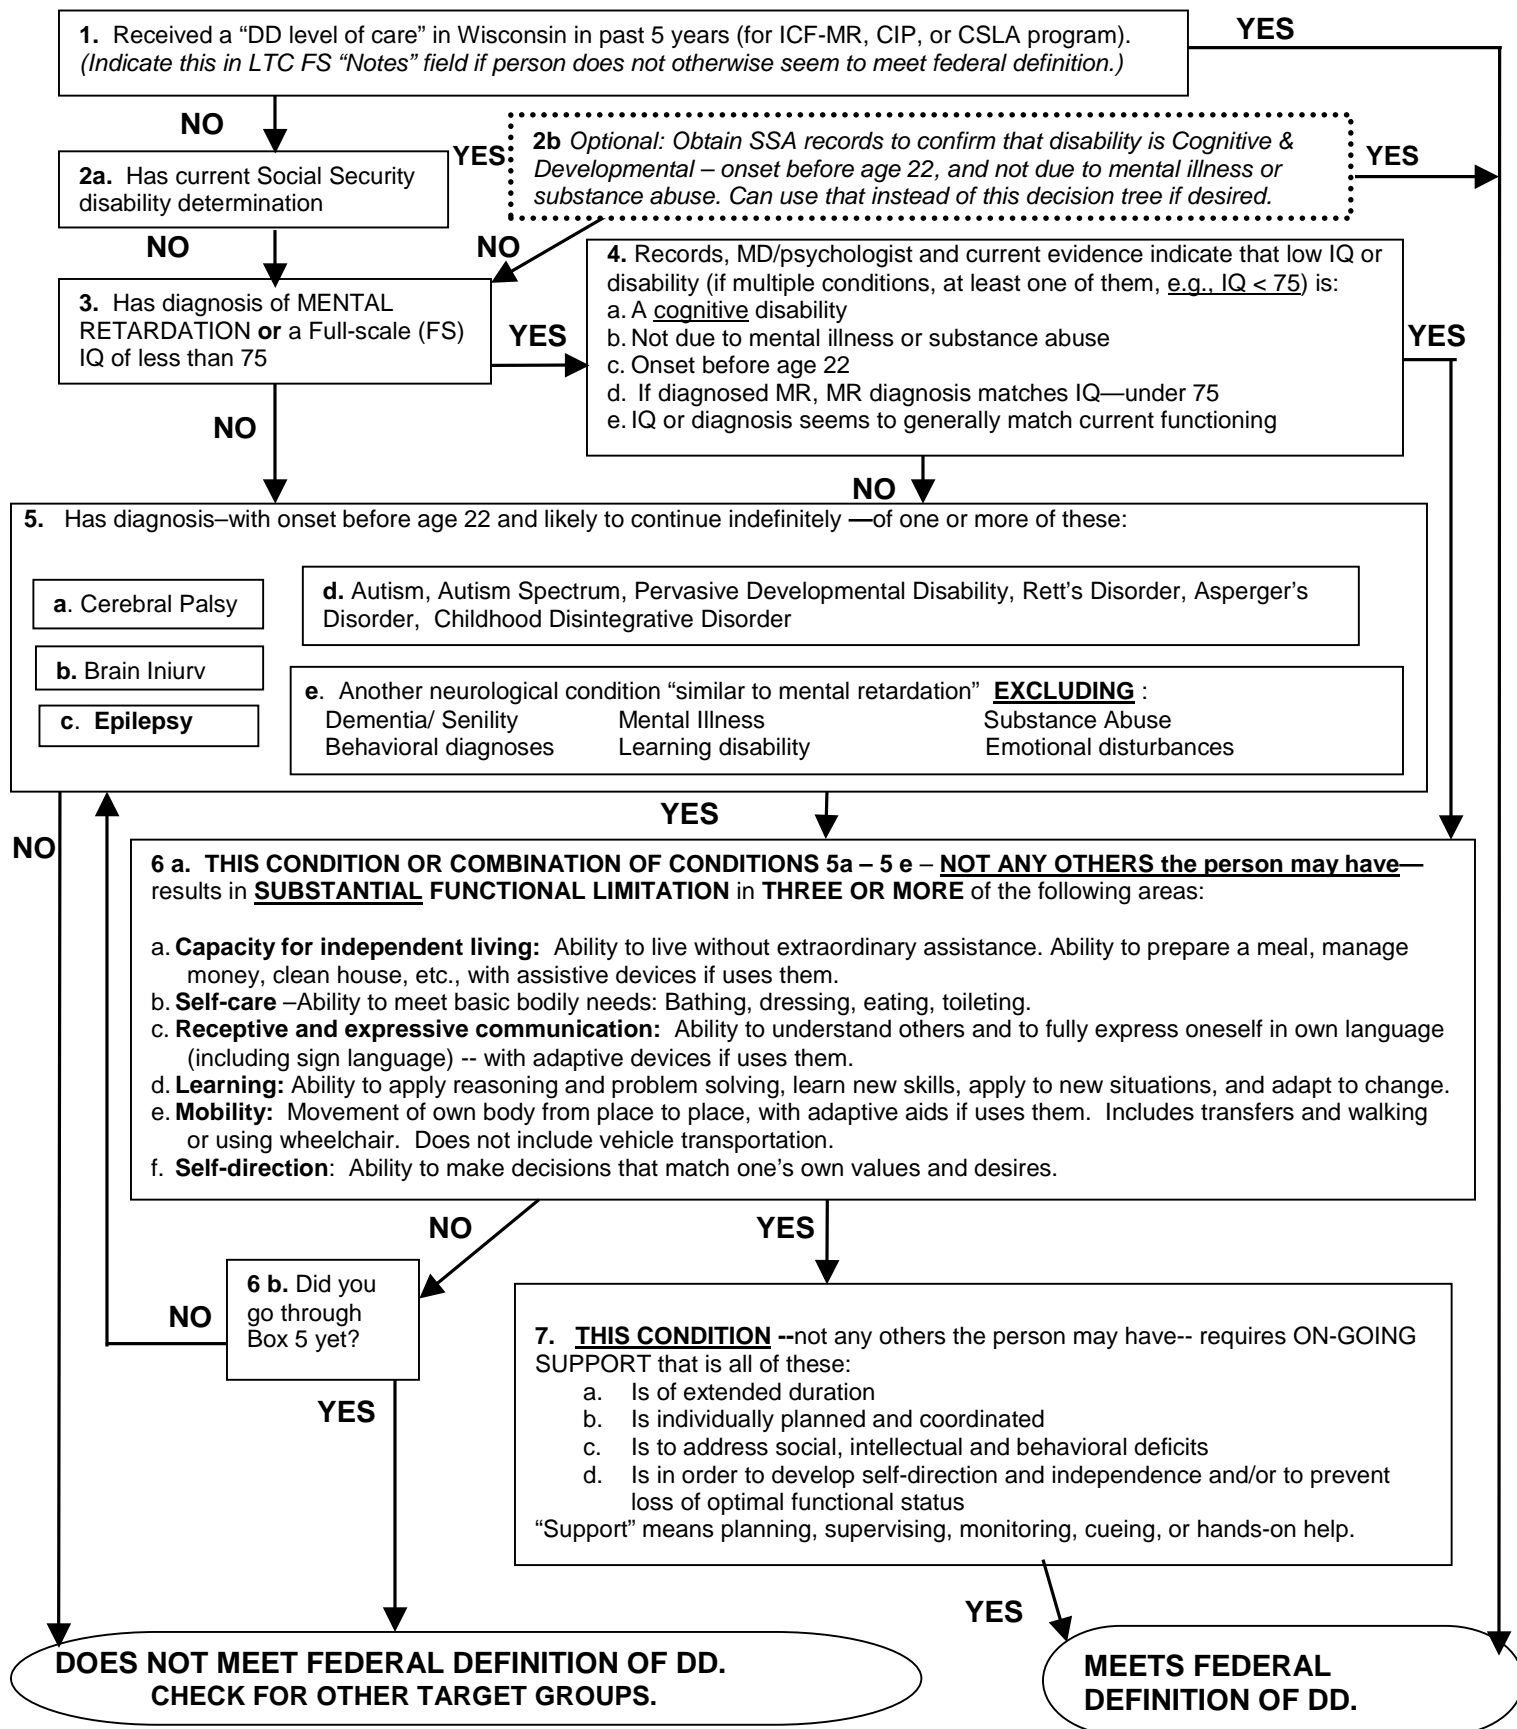 1. Received a “DD level of care” in Wisconsin in past 5 years (for ICF-MR, CIP, or CSLA program).
(Indicate this in LTC FS “Notes” field if person does not otherwise seem to meet federal definition.)
YES
NO
2a. Has current Social Security
disability determination
YES
2b Optional: Obtain SSA records to confirm that disability is Cognitive &
Developmental – onset before age 22, and not due to mental illness or
substance abuse. Can use that instead of this decision tree if desired.
YES
NO
NO
3. Has diagnosis of MENTAL
RETARDATION or a Full-scale (FS)
IQ of less than 75
YES
4. Records, MD/psychologist and current evidence indicate that low IQ or
disability (if multiple conditions, at least one of them, e.g., IQ < 75) is:
a. A cognitive disability
b. Not due to mental illness or substance abuse
c. Onset before age 22
d. If diagnosed MR, MR diagnosis matches IQ—under 75
e. IQ or diagnosis seems to generally match current functioning
YES
NO
NO
5. Has diagnosis–with onset before age 22 and likely to continue indefinitely —of one or more of these:
a. Cerebral Palsy
b. Brain Iniurv
c. Epilepsy
d. Autism, Autism Spectrum, Pervasive Developmental Disability, Rett’s Disorder, Asperger’s
Disorder, Childhood Disintegrative Disorder
e. Another neurological condition “similar to mental retardation” EXCLUDING :
Dementia/ Senility Mental Illness Substance Abuse
Behavioral diagnoses Learning disability Emotional disturbances
YES
NO
6 a. THIS CONDITION OR COMBINATION OF CONDITIONS 5a – 5 e – NOT ANY OTHERS the person may have—
results in SUBSTANTIAL FUNCTIONAL LIMITATION in THREE OR MORE of the following areas:
a. Capacity for independent living: Ability to live without extraordinary assistance. Ability to prepare a meal, manage
money, clean house, etc., with assistive devices if uses them.
b. Self-care –Ability to meet basic bodily needs: Bathing, dressing, eating, toileting.
c. Receptive and expressive communication: Ability to understand others and to fully express oneself in own language
(including sign language) -- with adaptive devices if uses them.
d. Learning: Ability to apply reasoning and problem solving, learn new skills, apply to new situations, and adapt to change.
e. Mobility: Movement of own body from place to place, with adaptive aids if uses them. Includes transfers and walking
or using wheelchair. Does not include vehicle transportation.
f. Self-direction: Ability to make decisions that match one’s own values and desires.
NO
YES
6 b. Did you
go through
Box 5 yet?
NO
YES
7. THIS CONDITION --not any others the person may have-- requires ON-GOING
SUPPORT that is all of these:
a. Is of extended duration
b. Is individually planned and coordinated
c. Is to address social, intellectual and behavioral deficits
d. Is in order to develop self-direction and independence and/or to prevent
loss of optimal functional status
“Support” means planning, supervising, monitoring, cueing, or hands-on help.
YES
DOES NOT MEET FEDERAL DEFINITION OF DD.
CHECK FOR OTHER TARGET GROUPS.
MEETS FEDERAL
DEFINITION OF DD.